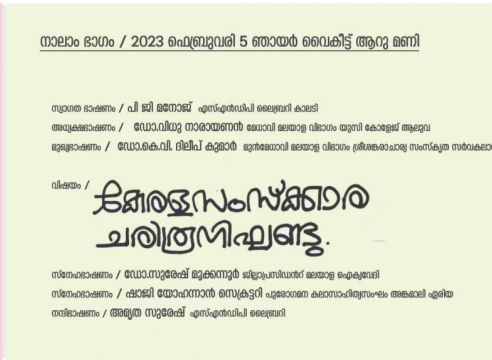 നാലാം ഭാഗം / 2023 ഫെബ്രുവരി 5 ഞായർ വൈകീട്ട് ആറു മണി
സ്വാഗത ഭാഷണം / പി ജി മനോജ് എസ്എൻഡിപി ലൈബ്രറി കാലടി
അധ്യക്ഷഭാഷണം / ഡോ.വിധു നാരായണൻ മേധാവി മലയാള വിഭാഗം യുസി കോളേജ് ആലുവ
മുഖ്യഭാഷണം / ഡോ.കെ.വി. ദിലീപ് കുമാർ മുൻമേധാവി മലയാള വിഭാഗം ശ്രീശങ്കരാചാര്യ സംസ്കൃത
വിഷയം /
കേരളസംസ്ക്കാര
ചരിത്രനിഘണ്ടു.
സ്നേഹഭാഷണം / ഡോ.സുരേഷ് മൂക്കന്നൂർ ജില്ലാപ്രസിഡൻറ് മലയാള ഐക്യവേദി
സ്നേഹഭാഷണം / ഷാജി യോഹന്നാൻ സെക്രട്ടറി പുരോഗമന കലാസാഹിത്യസംഘം അങ്കമാലി ഏരിയ
നന്ദിഭാഷണം / അമൃത സുരേഷ് എസ്എൻഡിപി ലൈബ്രറി